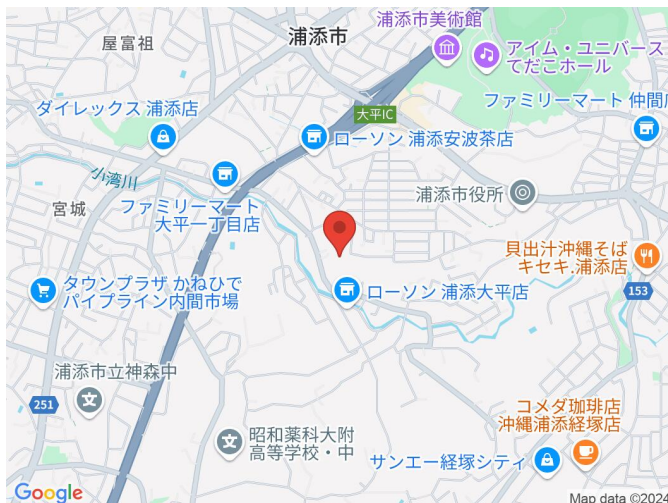 浦添市美術館
屋富祖
浦添市
アイム・ユニバース
てだこホール
ダイレックス 浦添店
大平IC
ファミリーマート 仲間店
ローソン 浦添安波茶店
小湾川
浦添市役所
宮城
ファミリーマート
大平一丁目店
貝出汁沖縄そば
キセキ.浦添店
タウンプラザ かねひで
パイプライン内間市場
ローソン 浦添大平店
153
浦添市立神森中
251
コメダ珈琲店
沖縄浦添経塚店
昭和薬科大附
高等学校・中
サンエー経塚シティ
Google
Map data ©2024